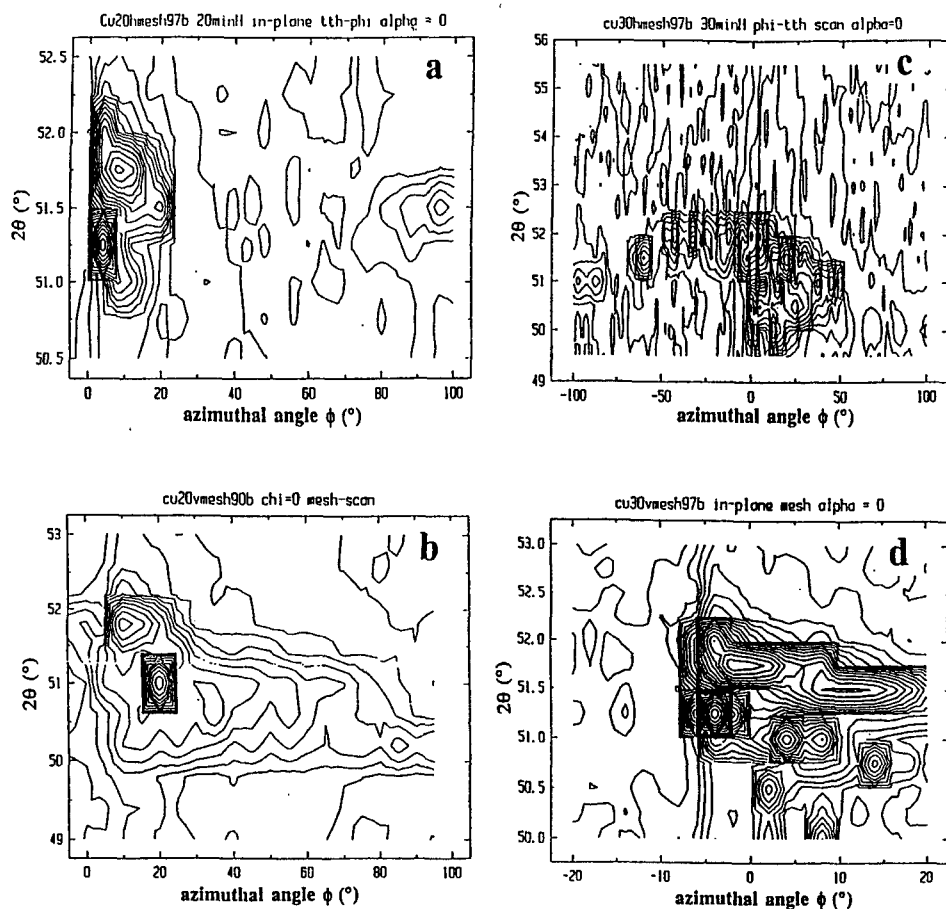 Cu20hmesh97b 20minH in-plane tth-phi alpha = 0
a
2θ (°)
52.0
51.5
51.0
50.5
0 20 40 60 80 100
azimuthal angle ϕ (°)
cu30hmesh97b 30minH phi-tth scan alpha=0
c
2θ (°)
56
55
54
53
52
51
50
49
-100 -50 0 50 100
azimuthal angle ϕ (°)
cu20vmesh90b chi=0 mesh-scan
b
2θ (°)
53
52
51
50
49
0 20 40 60 80 100
azimuthal angle ϕ (°)
cu30vmesh97b in-plane mesh alpha = 0
d
2θ (°)
53.0
52.5
52.0
51.5
51.0
50.5
50.0
-20 -10 0 10 20
azimuthal angle ϕ (°)